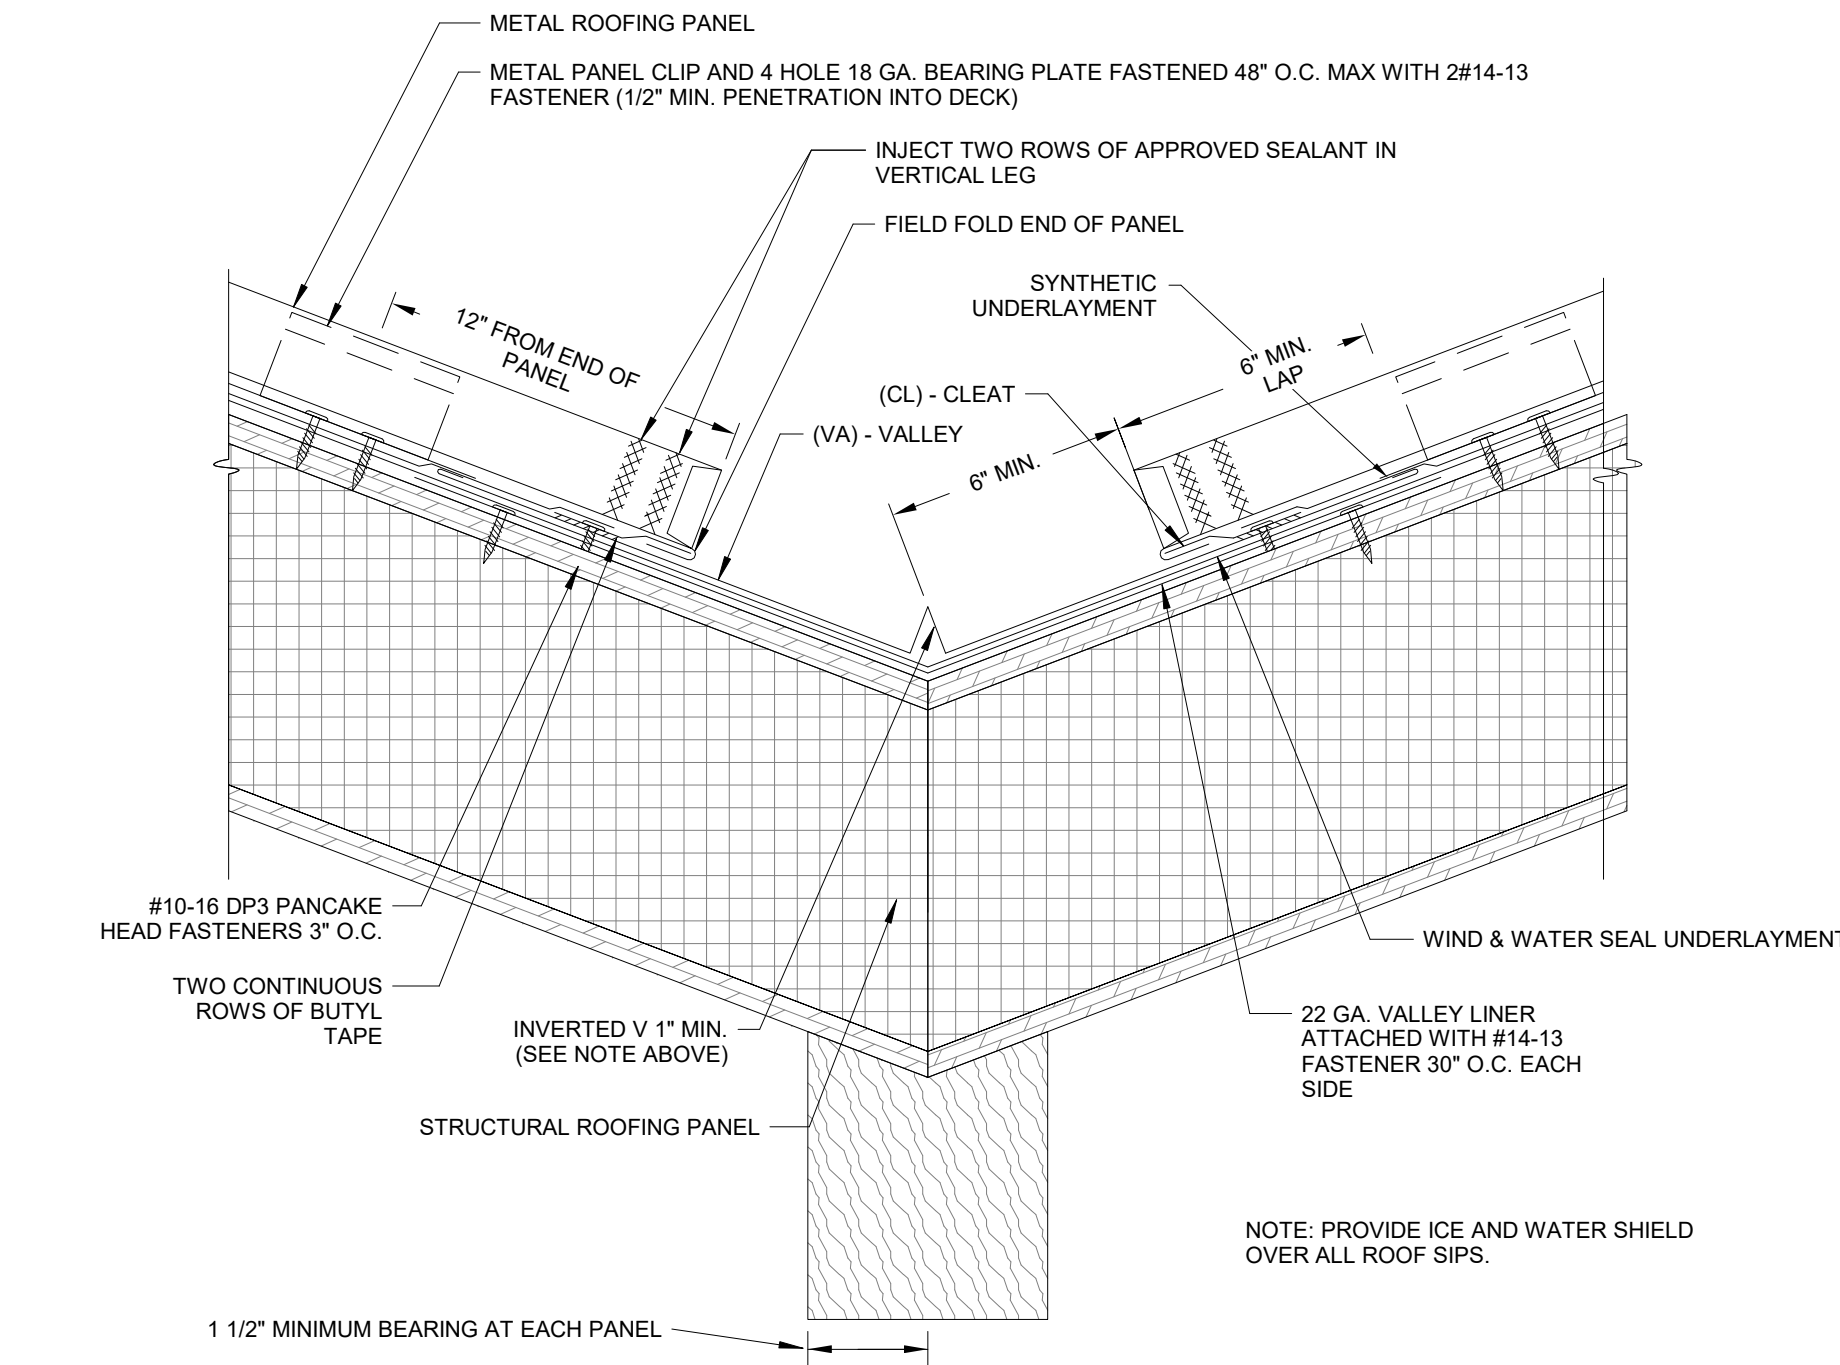 METAL ROOFING PANEL
METAL PANEL CLIP AND 4 HOLE 18 GA. BEARING PLATE FASTENED 48" O.C. MAX WITH 2#14-13
FASTENER (1/2" MIN. PENETRATION INTO DECK)
INJECT TWO ROWS OF APPROVED SEALANT IN
VERTICAL LEG
FIELD FOLD END OF PANEL
SYNTHETIC
UNDERLAYMENT
12" FROM END OF
PANEL
6" MIN.
LAP
(CL) - CLEAT
(VA) - VALLEY
6" MIN.
#10-16 DP3 PANCAKE
HEAD FASTENERS 3" O.C.
WIND & WATER SEAL UNDERLAYMENT
TWO CONTINUOUS
ROWS OF BUTYL
TAPE
INVERTED V 1" MIN.
(SEE NOTE ABOVE)
22 GA. VALLEY LINER
ATTACHED WITH #14-13
FASTENER 30" O.C. EACH
SIDE
STRUCTURAL ROOFING PANEL
NOTE: PROVIDE ICE AND WATER SHIELD
OVER ALL ROOF SIPS.
1 1/2" MINIMUM BEARING AT EACH PANEL